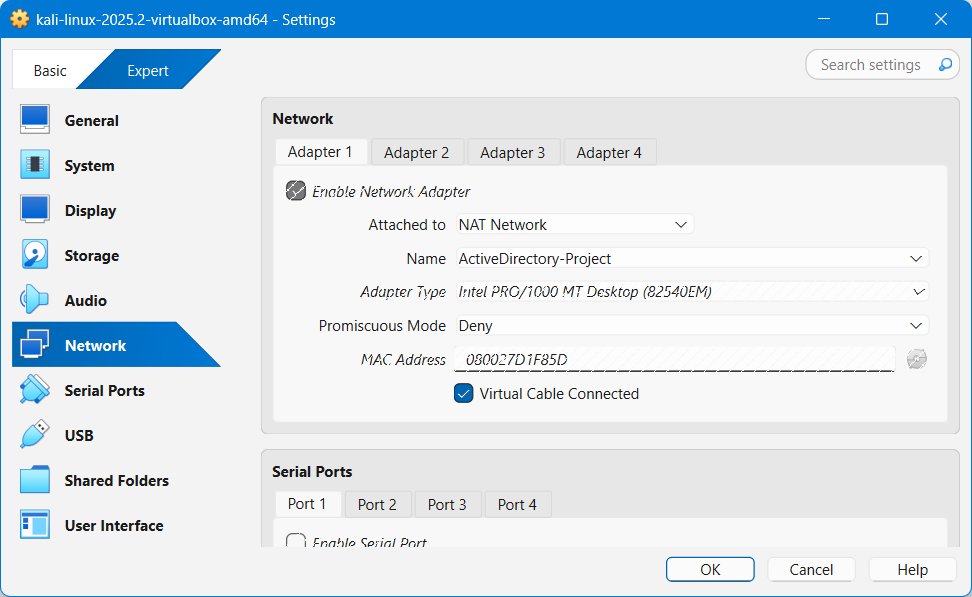 kali-linux-2025.2-virtualbox-amd64 - Settings
Basic Expert Search settings
General
System
Display
Storage
Audio
Network
Serial Ports
USB
Shared Folders
User Interface
Network
Adapter 1 Adapter 2 Adapter 3 Adapter 4
Enable Network Adapter
Attached to NAT Network
Name ActiveDirectory-Project
Adapter Type Intel PRO/1000 MT Desktop (82540EM)
Promiscuous Mode Deny
MAC Address 080027D1F85D
Virtual Cable Connected
Serial Ports
Port 1 Port 2 Port 3 Port 4
Enable Serial Port
OK Cancel Help